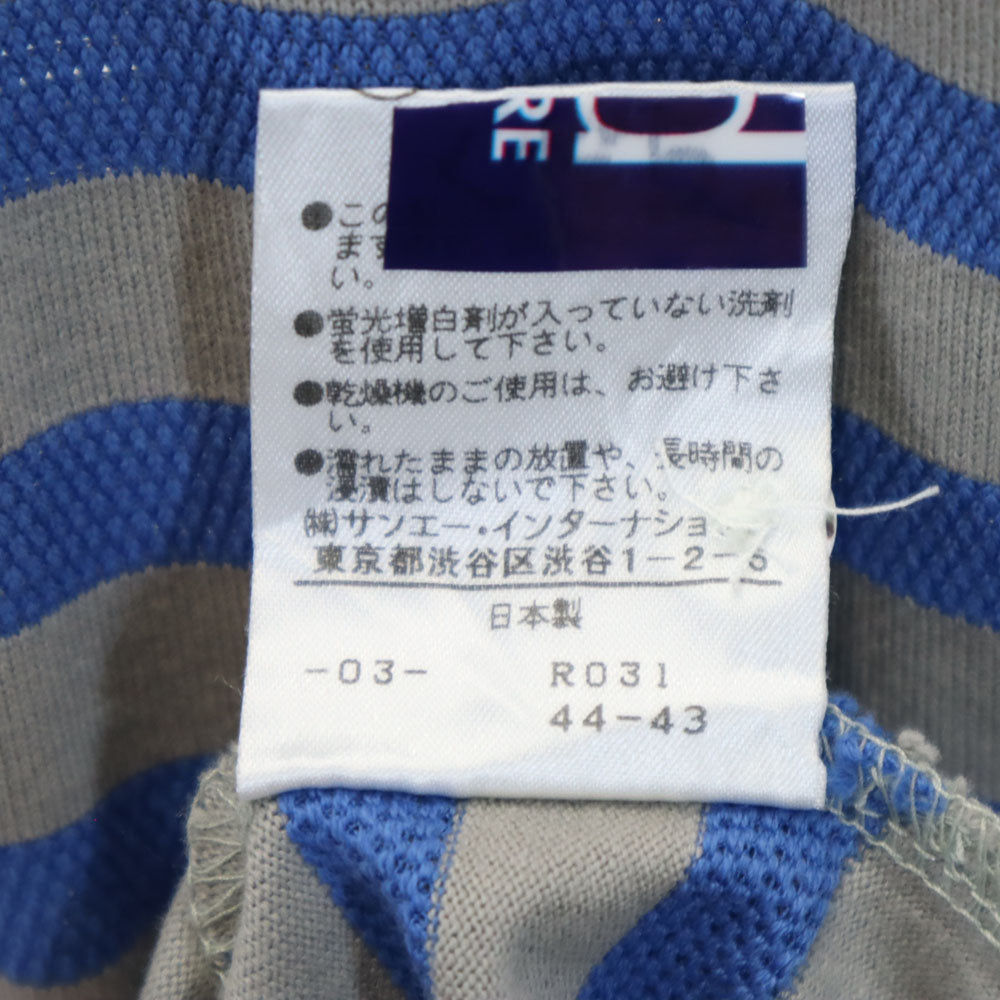 RE
●この
ます
い。
●蛍光増白剤が入っていない洗剤
を使用して下さい。
●乾燥機のご使用は、お避け下さ
い。
●濡れたままの放置や、長時間の
浸漬はしないで下さい。
㈱サンエー・インターナショ
東京都渋谷区渋谷1-2-
日本製
-03- R031
44-43